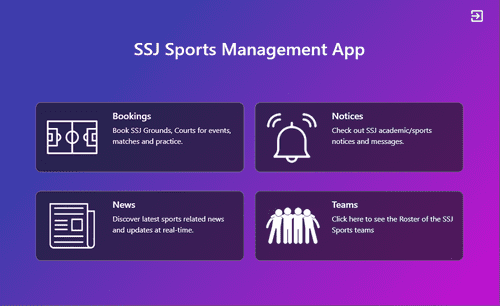 SSJ Sports Management App
Bookings
Book SSJ Grounds, Courts for events,
matches and practice.
Notices
Check out SSJ academic/sports
notices and messages.
News
Discover latest sports related news
and updates at real-time.
Teams
Click here to see the Roster of the SSJ
Sports teams